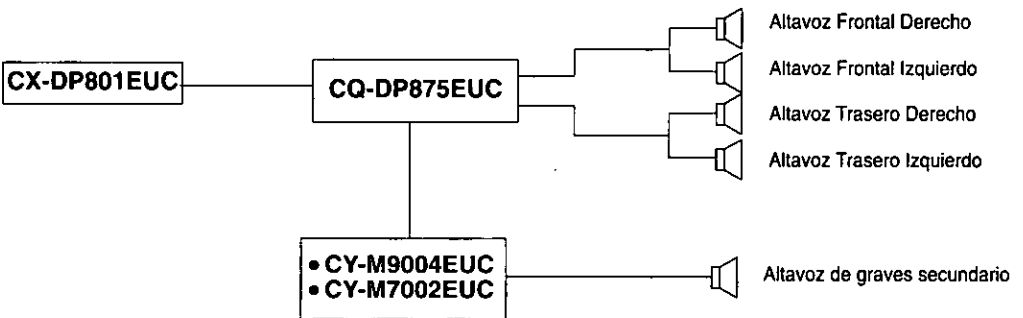 CX-DP801EUC
CQ-DP875EUC
Altavoz Frontal Derecho
Altavoz Frontal Izquierdo
Altavoz Trasero Derecho
Altavoz Trasero Izquierdo
• CY-M9004EUC
• CY-M7002EUC
Altavoz de graves secundario